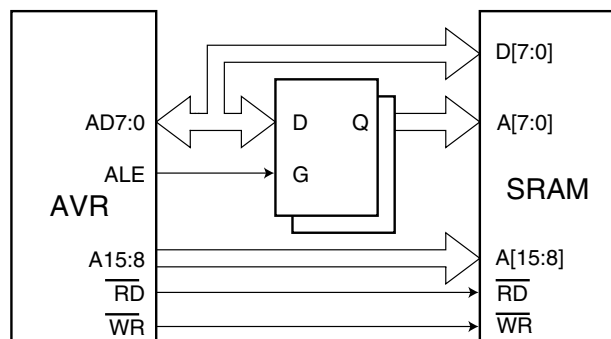 D[7:0]
AD7:0
D
Q
A[7:0]
ALE
G
AVR
SRAM
A15:8
A[15:8]
RD
RD
WR
WR